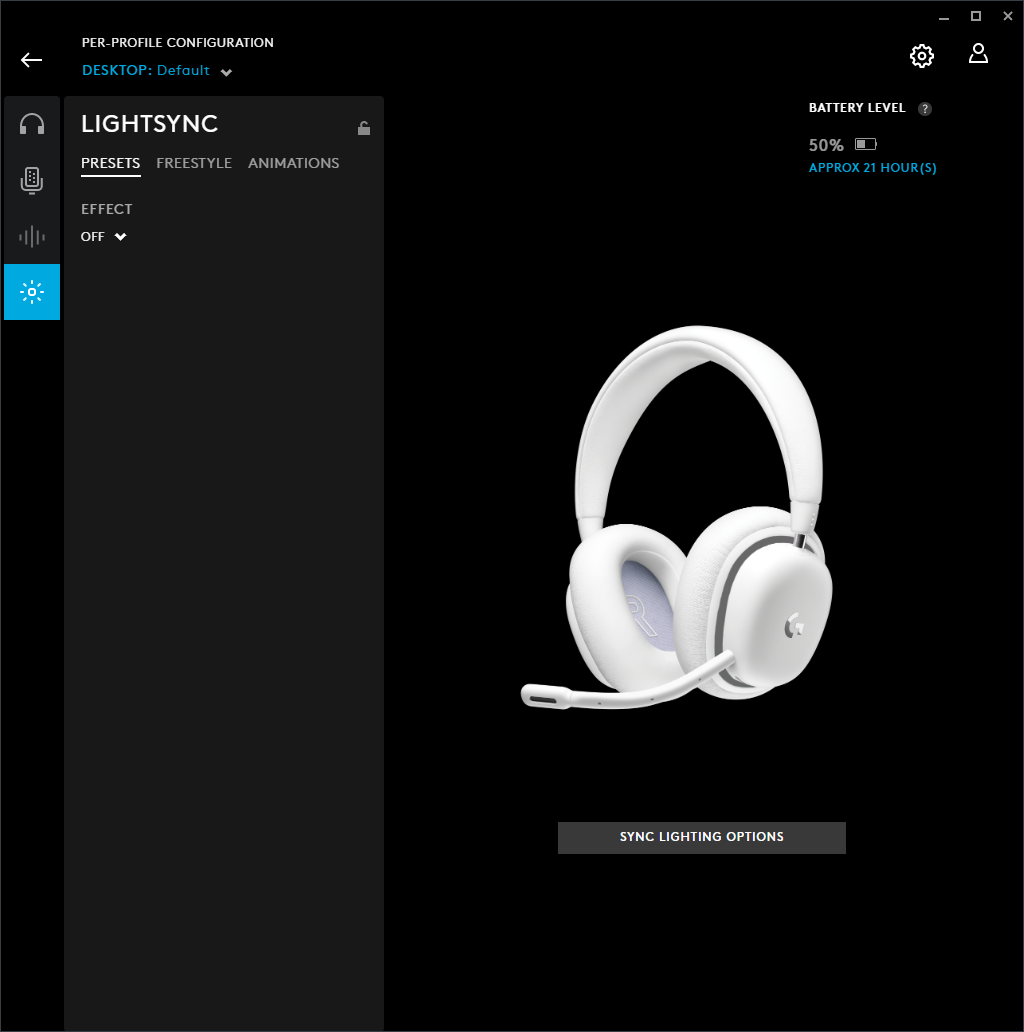 PER-PROFILE CONFIGURATION
DESKTOP: Default
LIGHTSYNC
PRESETS FREESTYLE ANIMATIONS
EFFECT
OFF
BATTERY LEVEL ?
50%
APPROX 21 HOUR(S)
R
SYNC LIGHTING OPTIONS